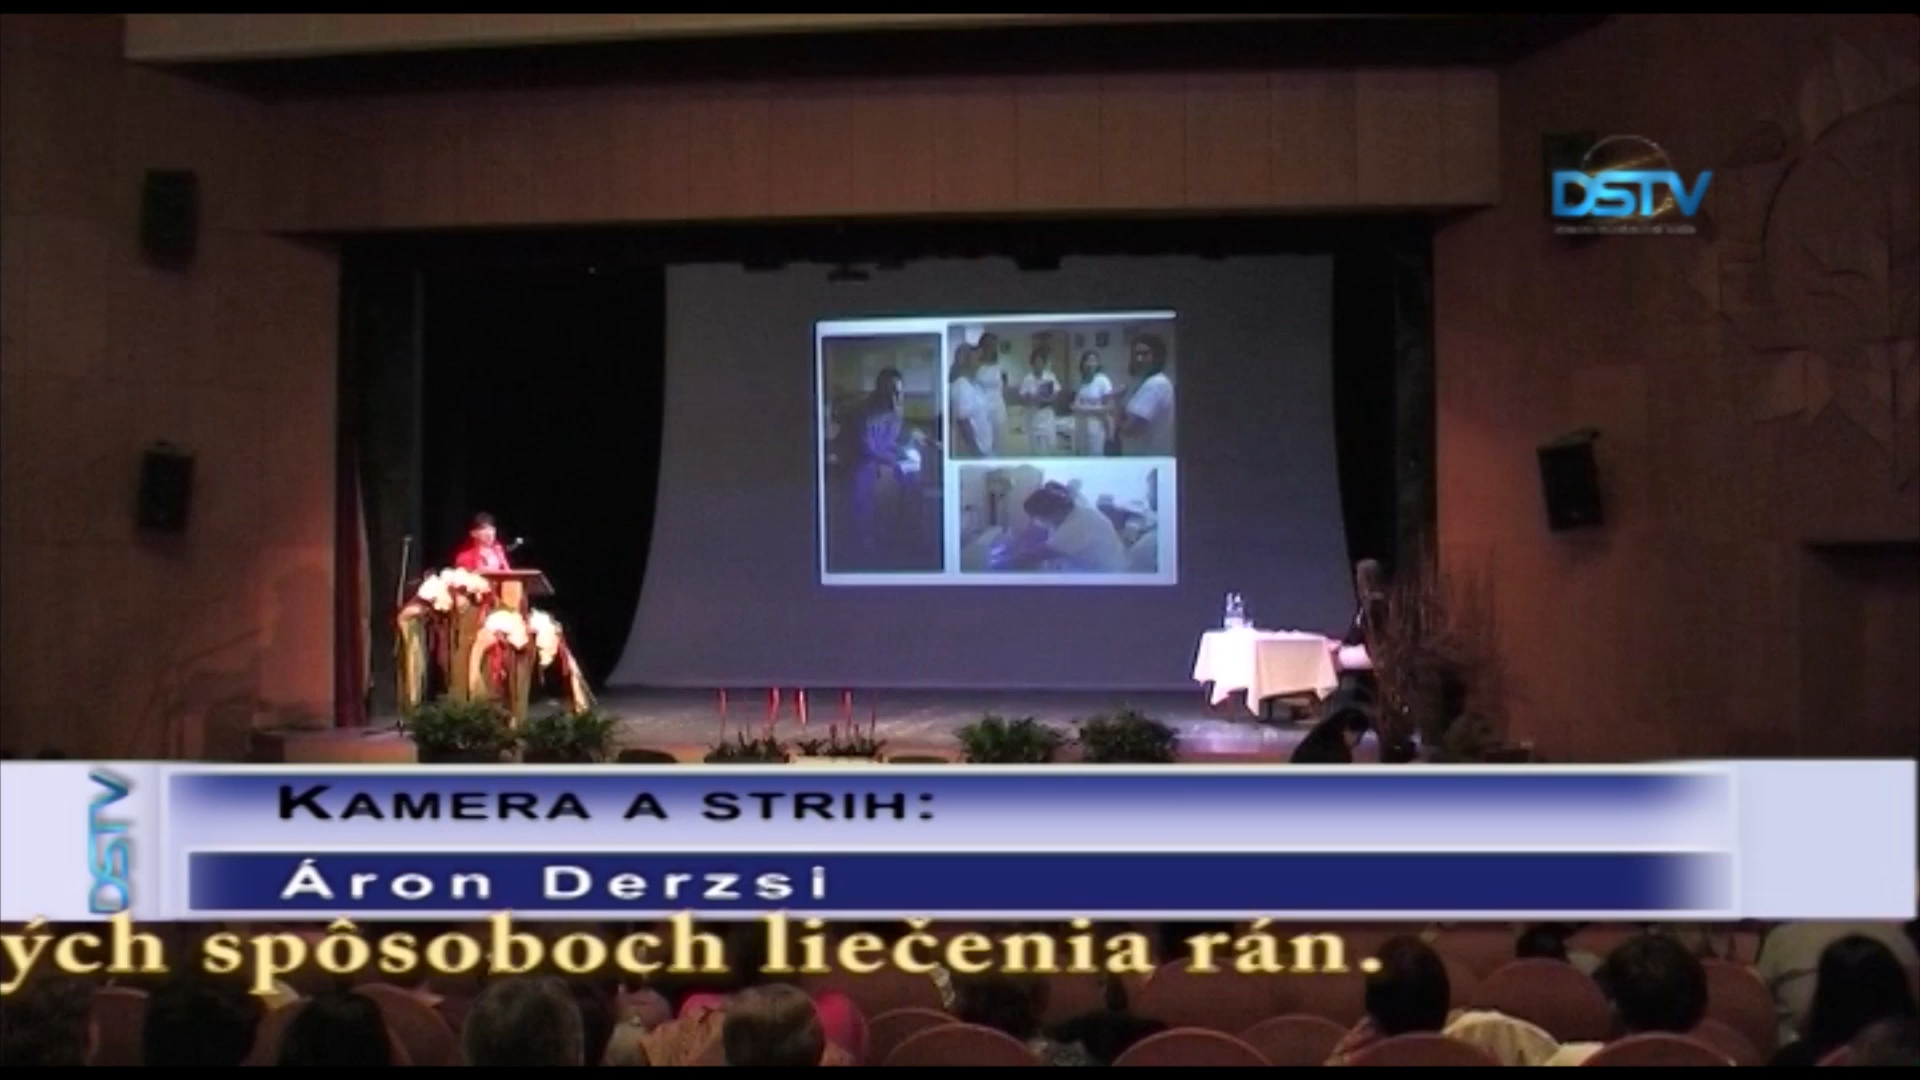 DSTV
DSTV
KAMERA A STRIH:
Áron Derzsi
ých spôsoboch liečenia rán.